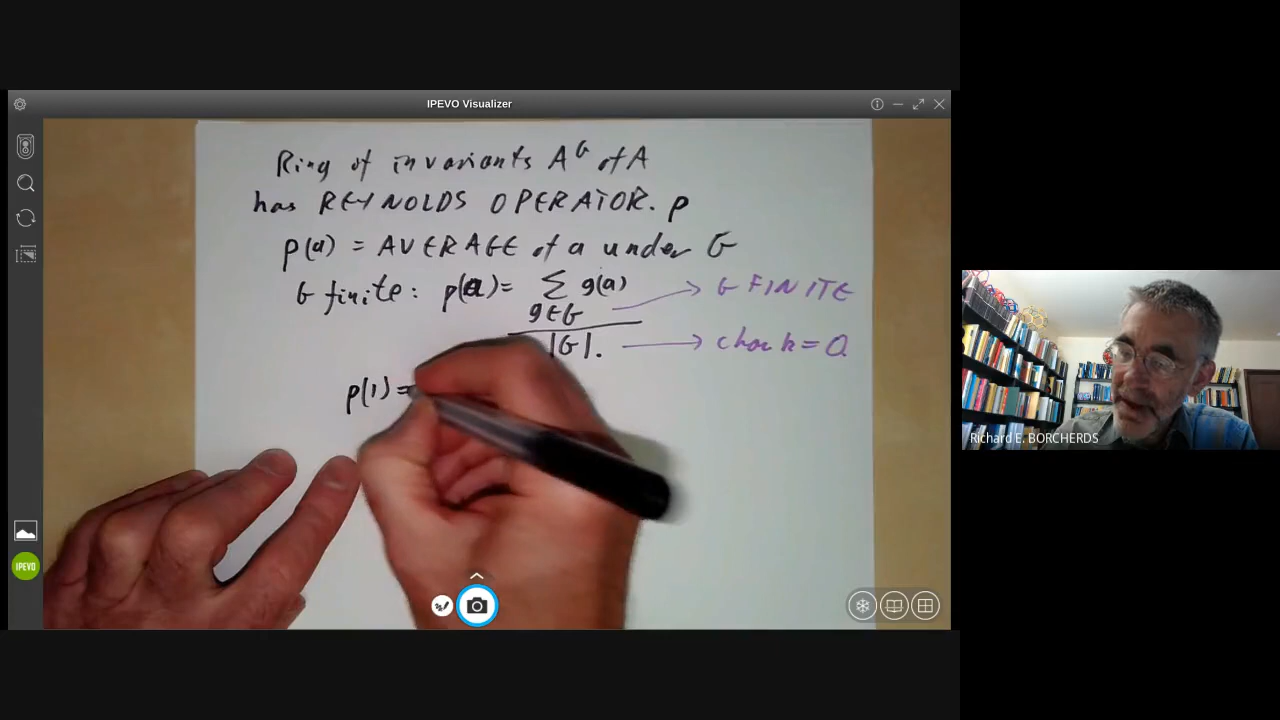 IPEVO Visualizer
Ring of invariants A^G of A
has REYNOLDS OPERATOR. ρ
ρ(a) = AVERAGE of a under G
G finite: ρ(a) = ∑ g(a)
g∈G
→ G FINITE
|G|.
→ char k = 0
ρ(1) =
IPEVO
Richard E. BORCHERDS